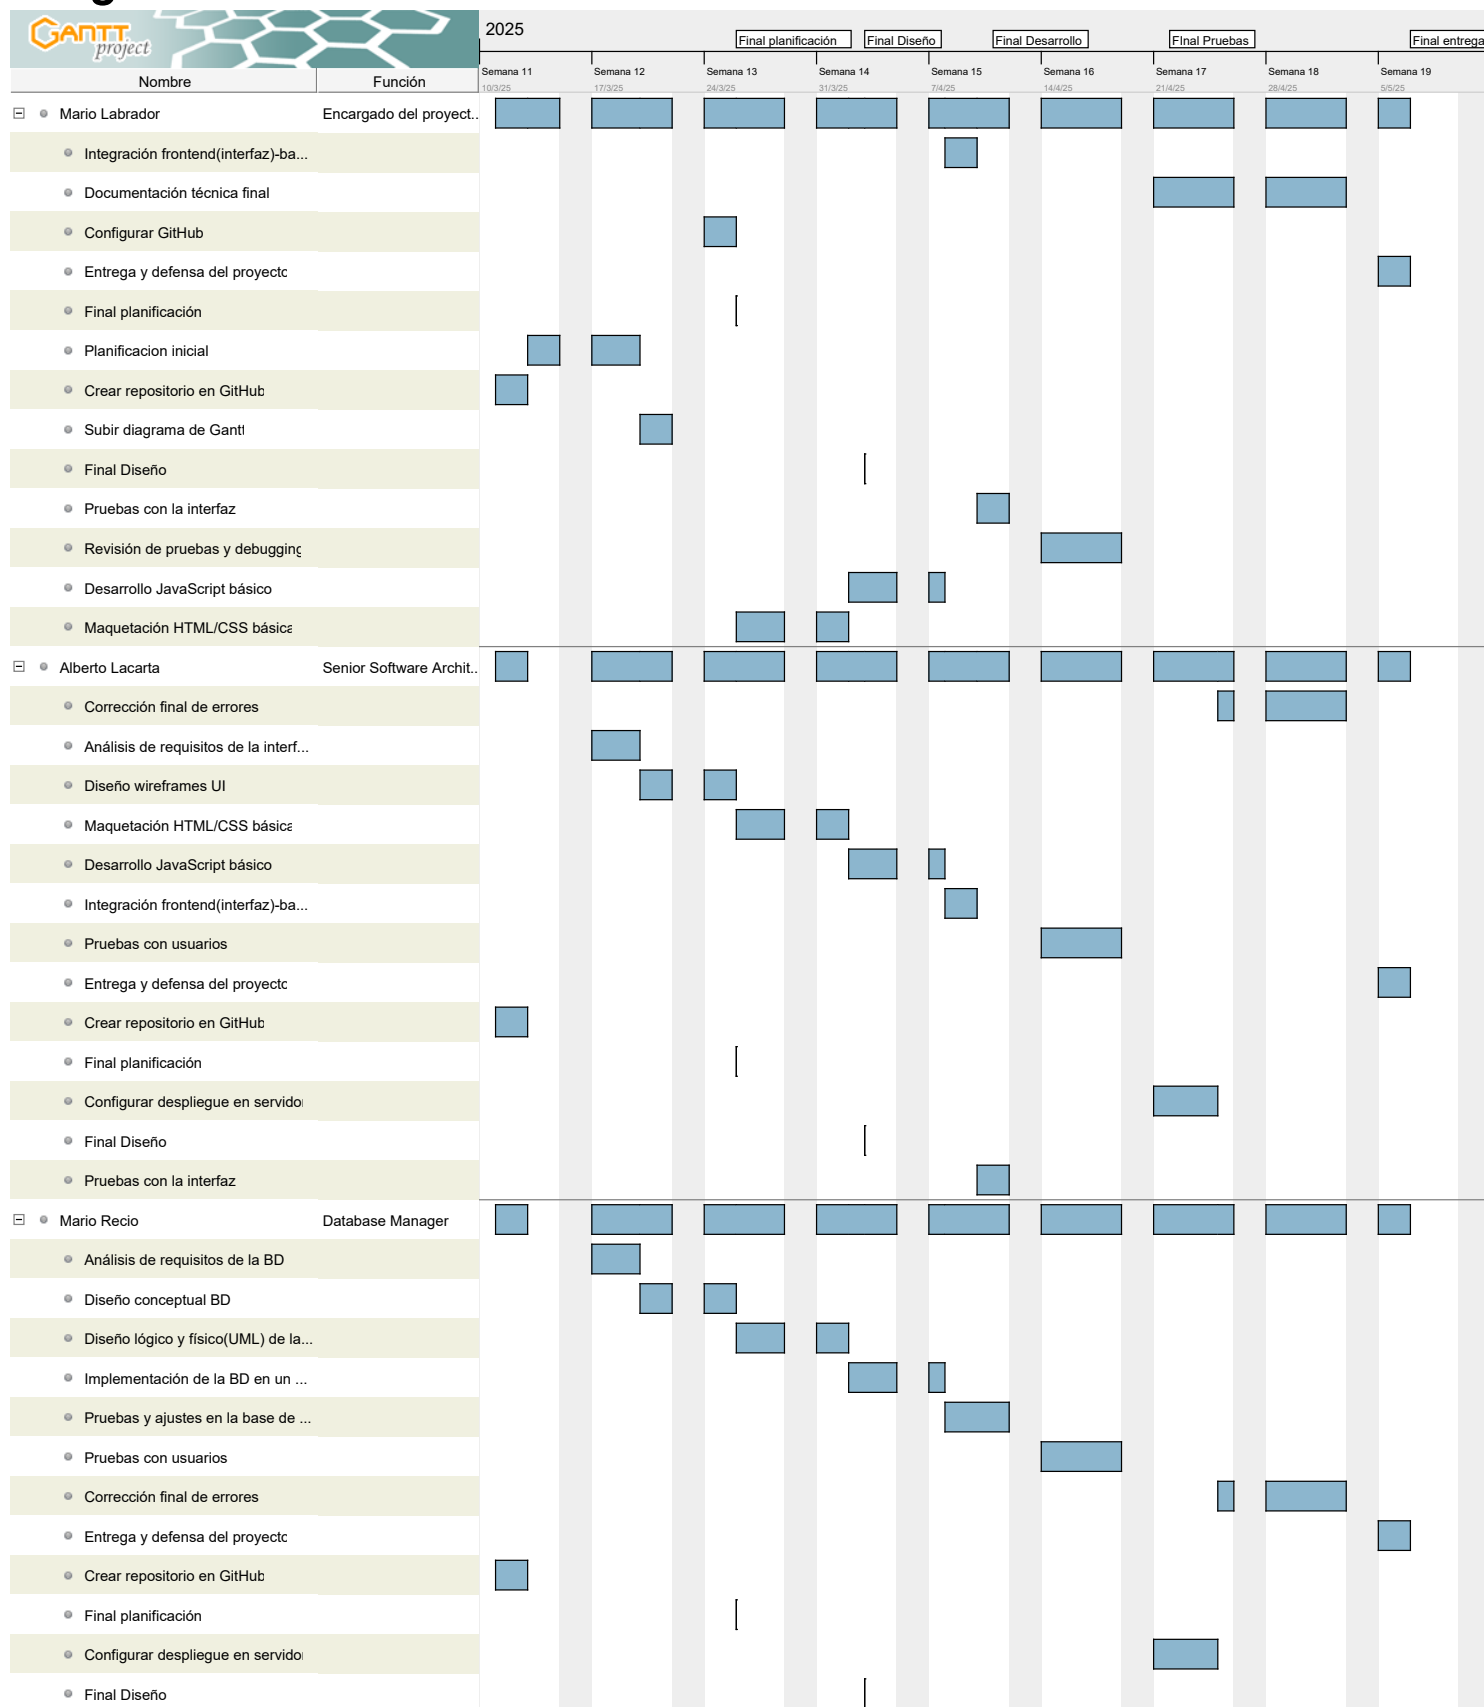 GANTT
project
2025
Final planificación
Final Diseño
Final Desarrollo
FInal Pruebas
Final entrega
Nombre
Función
Semana 11
Semana 12
Semana 13
Semana 14
Semana 15
Semana 16
Semana 17
Semana 18
Semana 19
10/3/25
17/3/25
24/3/25
31/3/25
7/4/25
14/4/25
21/4/25
28/4/25
5/5/25
Mario Labrador Encargado del proyect..
Integración frontend(interfaz)-ba...
Documentación técnica final
Configurar GitHub
Entrega y defensa del proyecto
Final planificación
Planificacion inicial
Crear repositorio en GitHub
Subir diagrama de Gantt
Final Diseño
Pruebas con la interfaz
Revisión de pruebas y debugging
Desarrollo JavaScript básico
Maquetación HTML/CSS básica
Alberto Lacarta Senior Software Archit..
Corrección final de errores
Análisis de requisitos de la interf...
Diseño wireframes UI
Maquetación HTML/CSS básica
Desarrollo JavaScript básico
Integración frontend(interfaz)-ba...
Pruebas con usuarios
Entrega y defensa del proyecto
Crear repositorio en GitHub
Final planificación
Configurar despliegue en servidor
Final Diseño
Pruebas con la interfaz
Mario Recio Database Manager
Análisis de requisitos de la BD
Diseño conceptual BD
Diseño lógico y físico(UML) de la...
Implementación de la BD en un ...
Pruebas y ajustes en la base de ...
Pruebas con usuarios
Corrección final de errores
Entrega y defensa del proyecto
Crear repositorio en GitHub
Final planificación
Configurar despliegue en servidor
Final Diseño